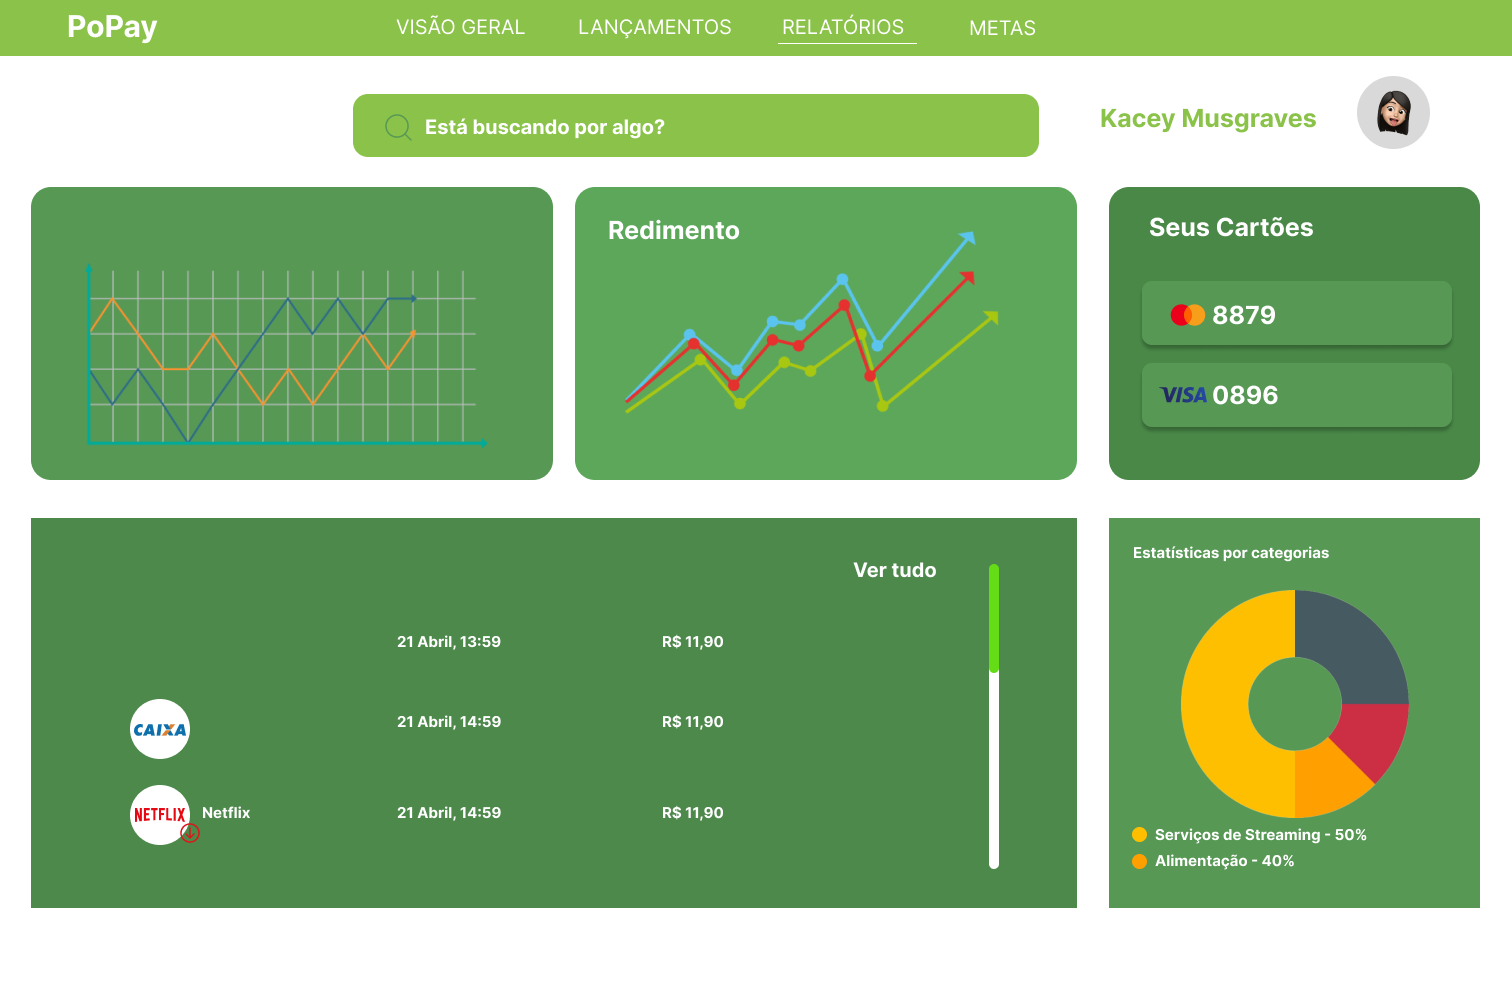 PoPay
VISÃO GERAL
LANÇAMENTOS
RELATÓRIOS
METAS
Está buscando por algo?
Kacey Musgraves
Redimento
Seus Cartões
8879
VISA 0896
Ver tudo
21 Abril, 13:59
R$ 11,90
CAIXA
21 Abril, 14:59
R$ 11,90
NETFLIX
Netflix
21 Abril, 14:59
R$ 11,90
Estatísticas por categorias
Serviços de Streaming - 50%
Alimentação - 40%